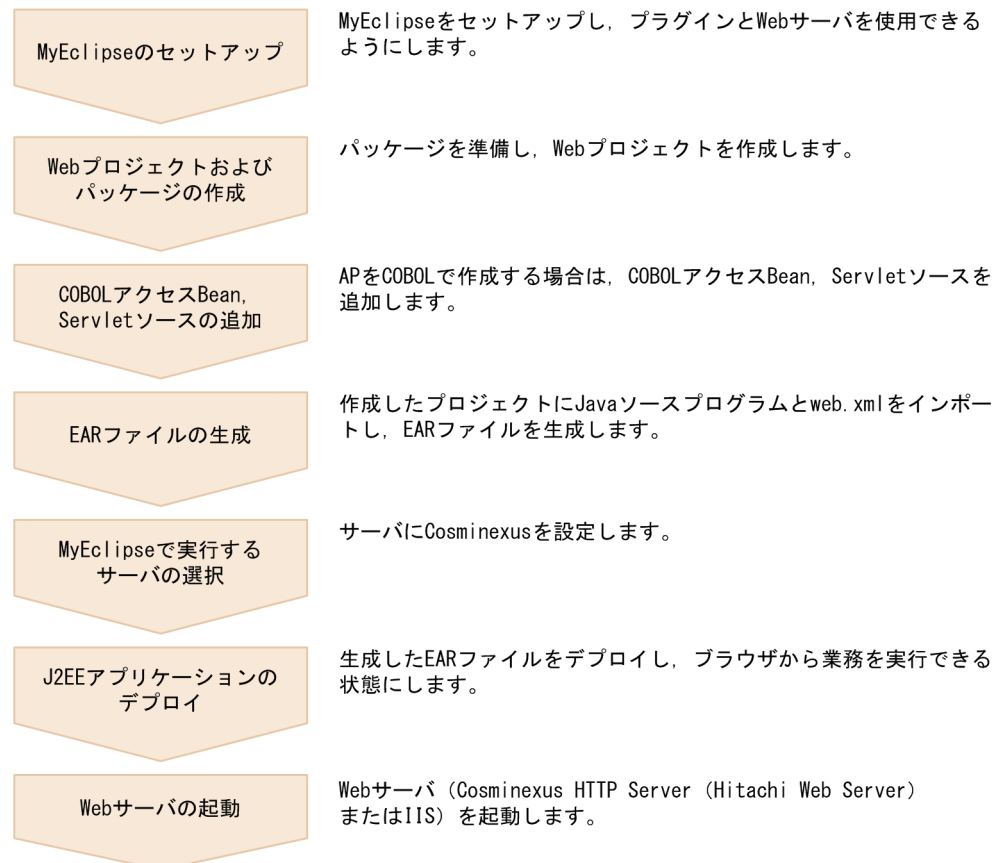 MyEclipseのセットアップ
MyEclipseをセットアップし，プラグインとWebサーバを使用できる
ようにします。
Webプロジェクトおよび
パッケージの作成
パッケージを準備し，Webプロジェクトを作成します。
COBOLアクセスBean，
Servletソースの追加
APをCOBOLで作成する場合は，COBOLアクセスBean，Servletソースを
追加します。
EARファイルの生成
作成したプロジェクトにJavaソースプログラムとweb.xmlをインポー
トし，EARファイルを生成します。
MyEclipseで実行する
サーバの選択
サーバにCosminexusを設定します。
J2EEアプリケーションの
デプロイ
生成したEARファイルをデプロイし，ブラウザから業務を実行できる
状態にします。
Webサーバの起動
Webサーバ（Cosminexus HTTP Server（Hitachi Web Server）
またはIIS）を起動します。